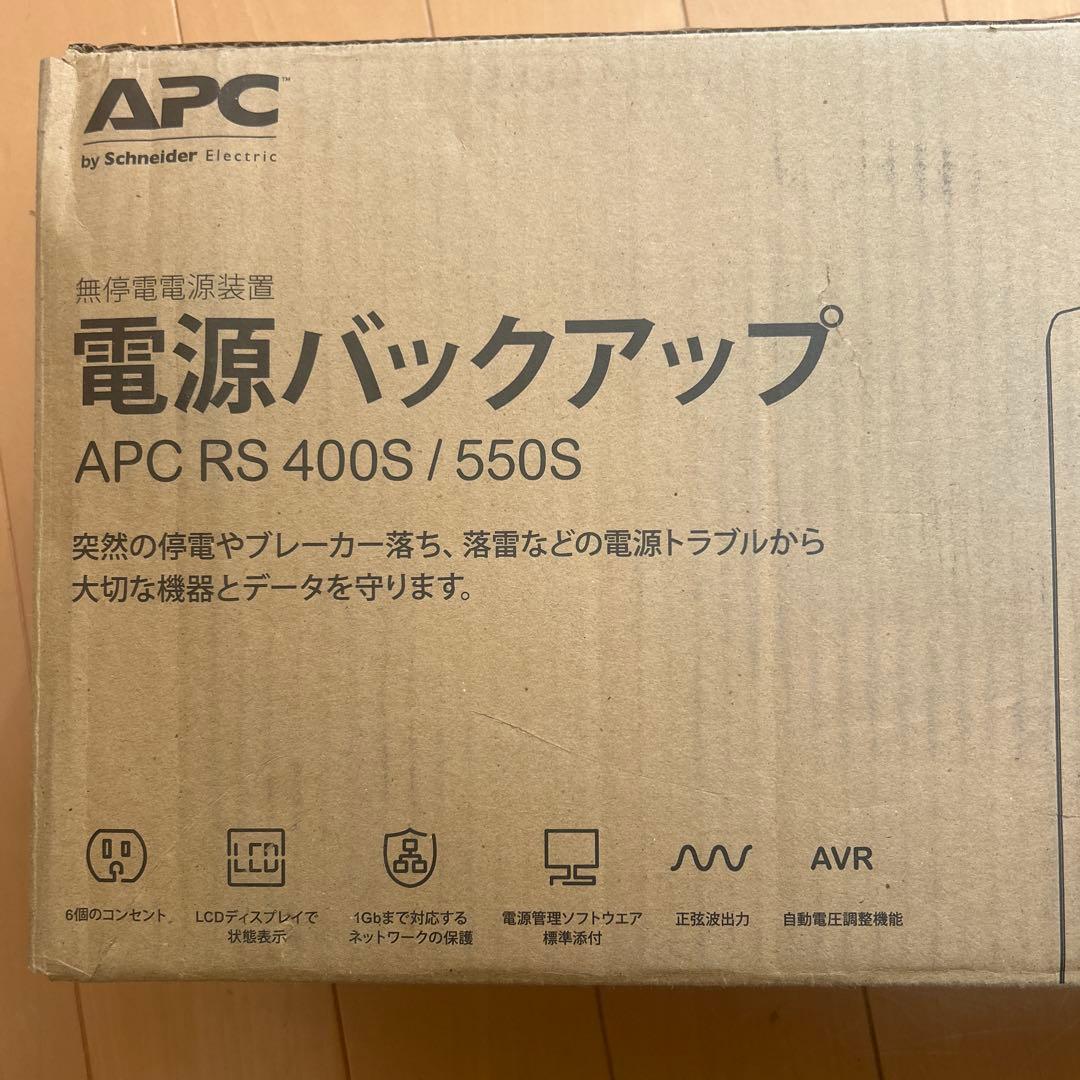 APC™
by Schneider Electric
無停電電源装置
電源バックアップ
APC RS 400S / 550S
突然の停電やブレーカー落ち、落雷などの電源トラブルから
大切な機器とデータを守ります。
LCD
AVR
6個のコンセント
LCDディスプレイで
状態表示
1Gbまで対応する
ネットワークの保護
電源管理ソフトウエア
標準添付
正弦波出力
自動電圧調整機能